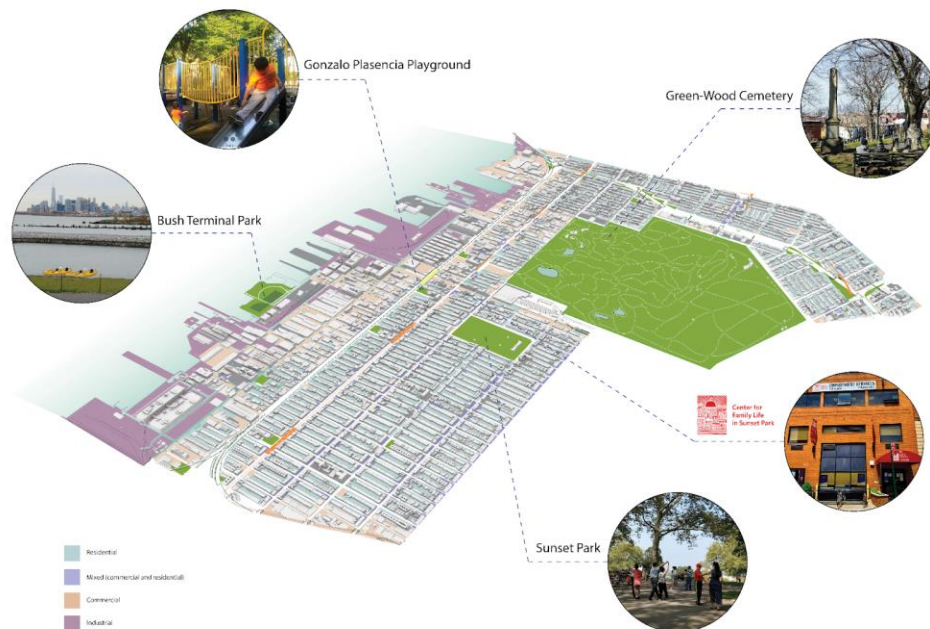 Gonzalo Plasencia Playground
Green-Wood Cemetery
Bush Terminal Park
Center for
Family Life
in Sunset Park
Sunset Park
Residential
Mixed (commercial and residential)
Commercial
Industrial